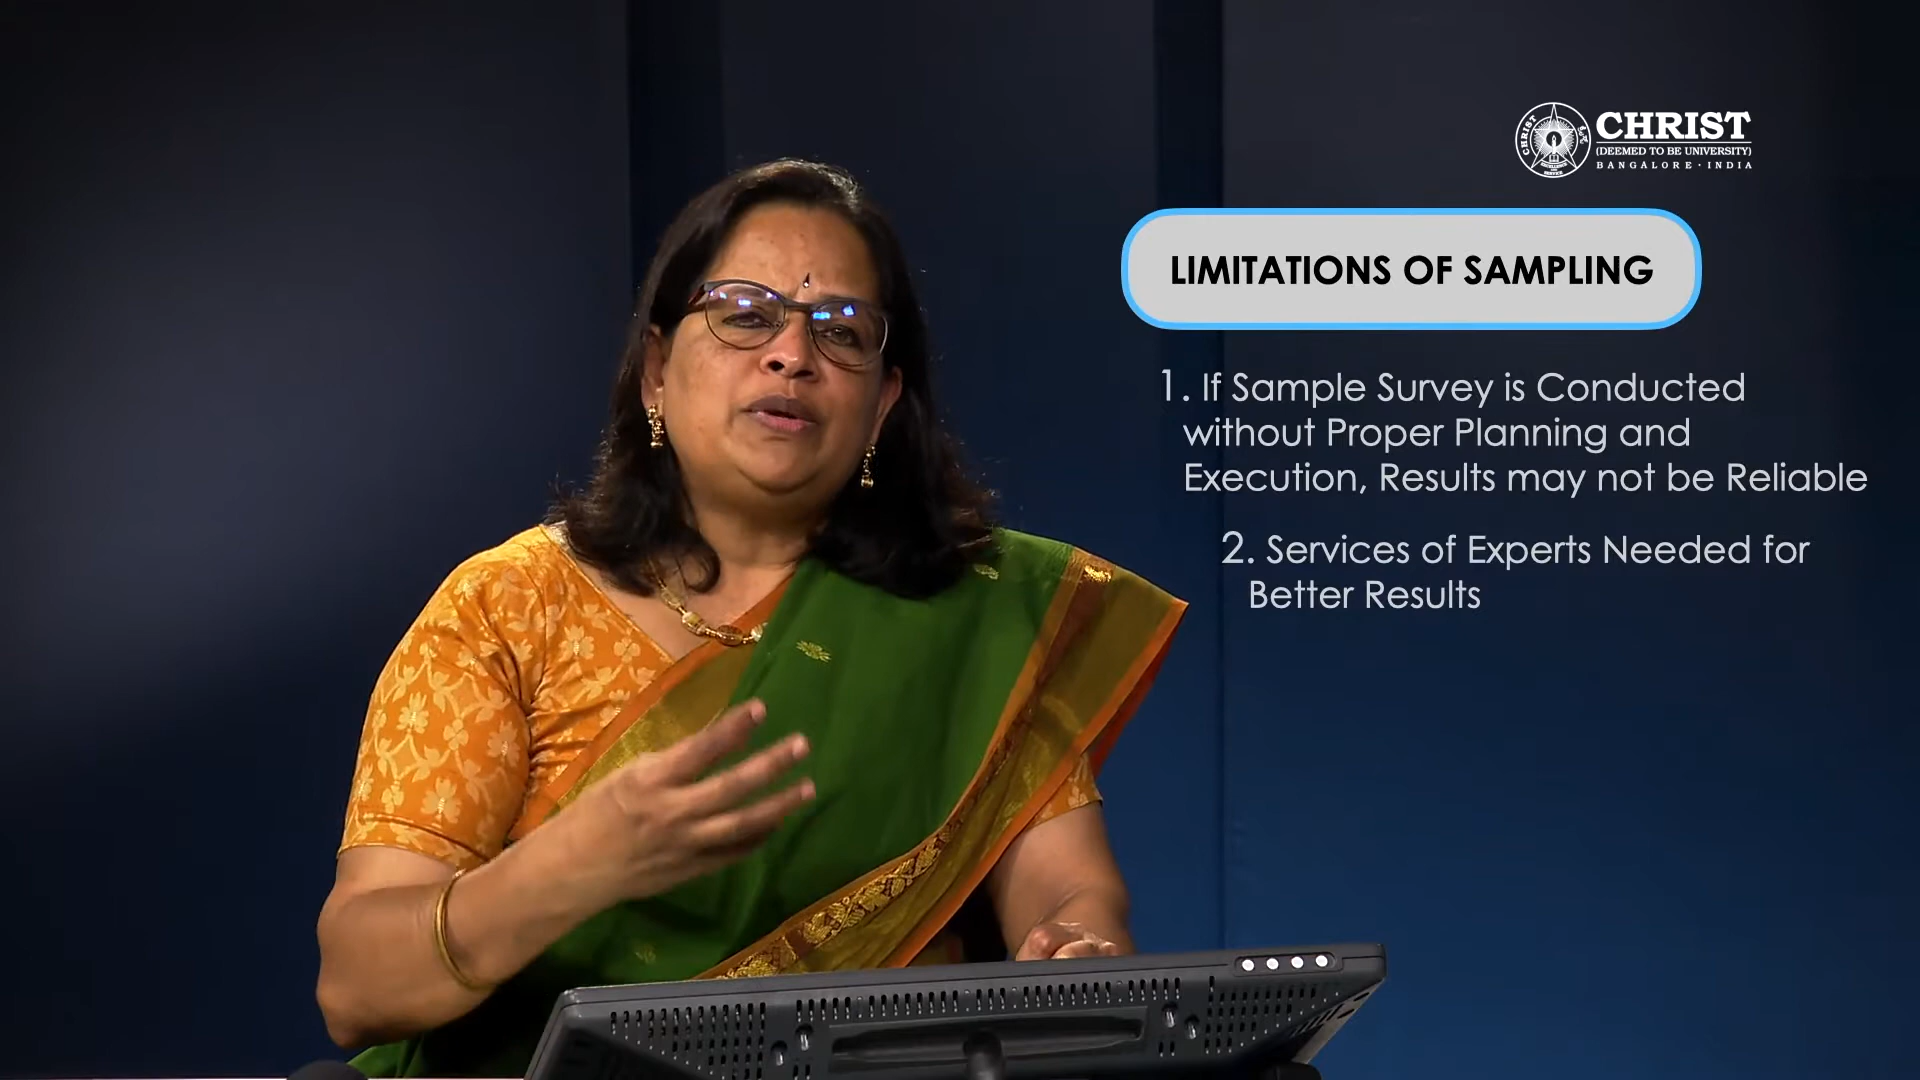 CHRIST
CHRIST
(DEEMED TO BE UNIVERSITY)
BANGALORE · INDIA
LIMITATIONS OF SAMPLING
1. If Sample Survey is Conducted
without Proper Planning and
Execution, Results may not be Reliable
2. Services of Experts Needed for
Better Results